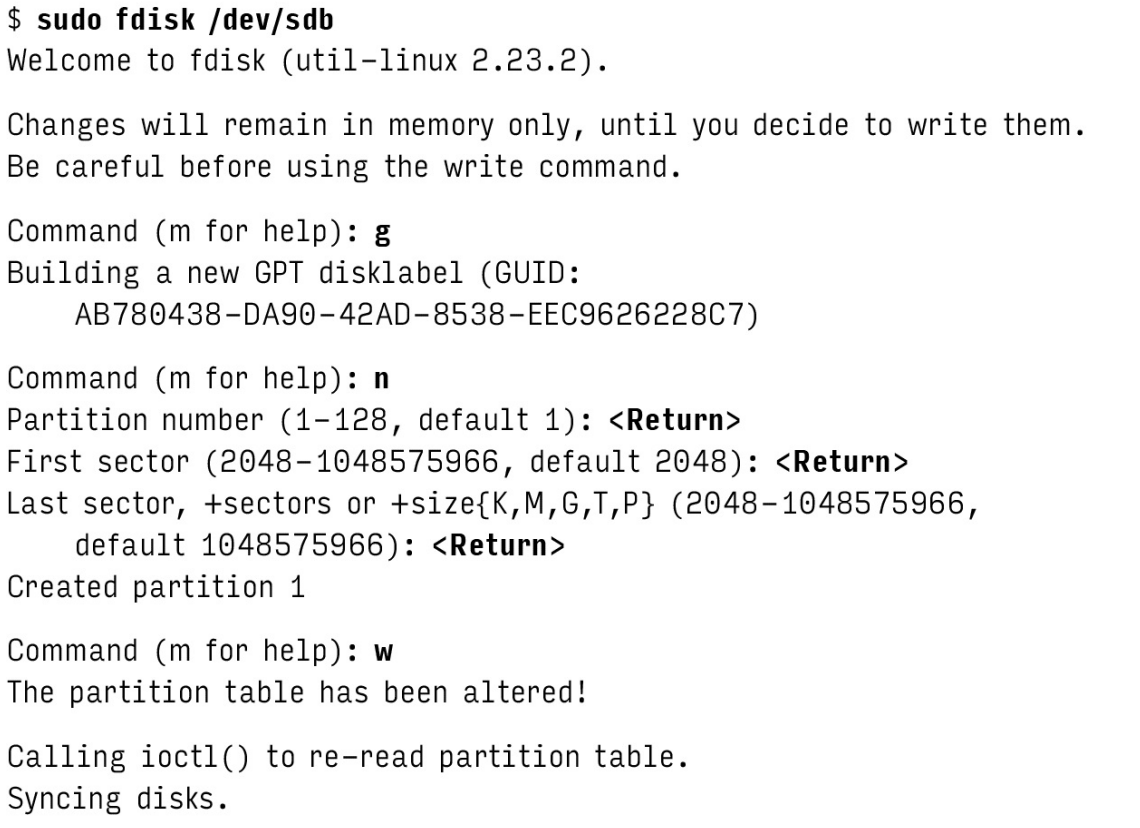 $ sudo fdisk /dev/sdb
Welcome to fdisk (util-linux 2.23.2).
Changes will remain in memory only, until you decide to write them.
Be careful before using the write command.
Command (m for help): g
Building a new GPT disklabel (GUID:
AB780438-DA90-42AD-8538-EEC9626228C7)
Command (m for help): n
Partition number (1-128, default 1): <Return>
First sector (2048-1048575966, default 2048): <Return>
Last sector, +sectors or +size{K,M,G,T,P} (2048-1048575966,
default 1048575966): <Return>
Created partition 1
Command (m for help): w
The partition table has been altered!
Calling ioctl() to re-read partition table.
Syncing disks.